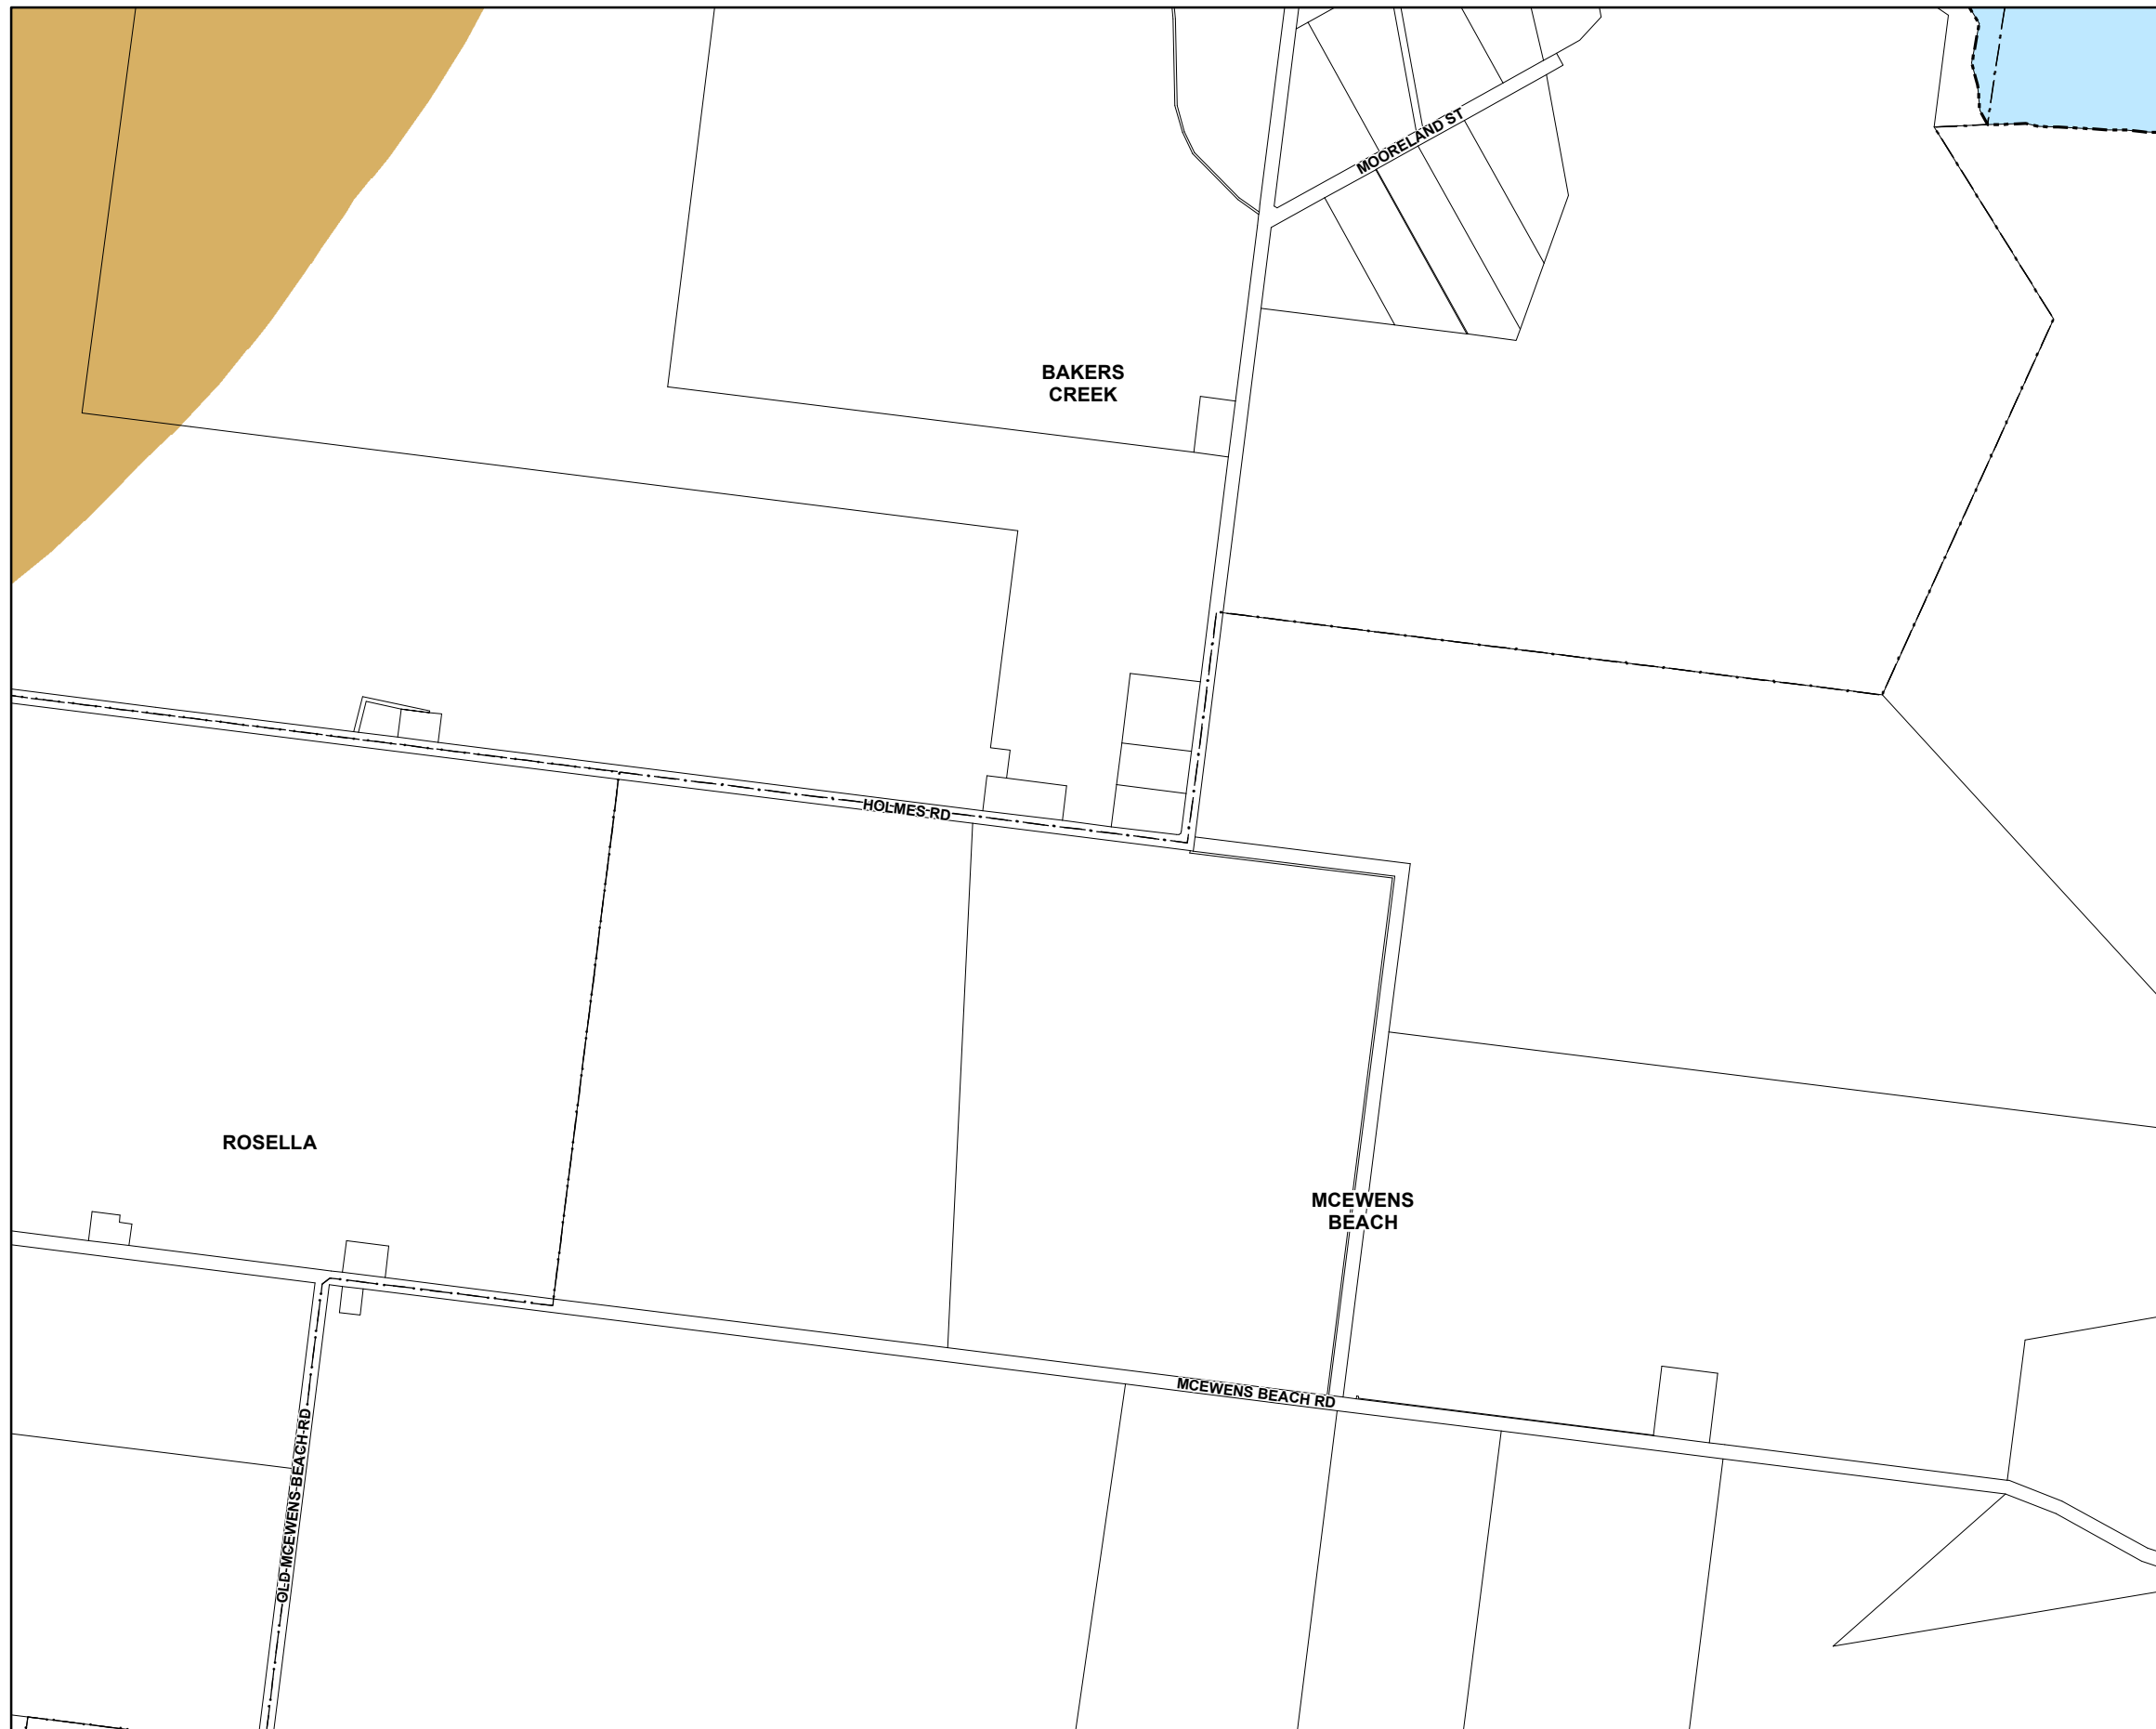 MOORELAND ST
BAKERS
CREEK
HOLMES RD
ROSELLA
MCEWENS
BEACH
MCEWENS BEACH RD
OLD MCEWENS BEACH RD